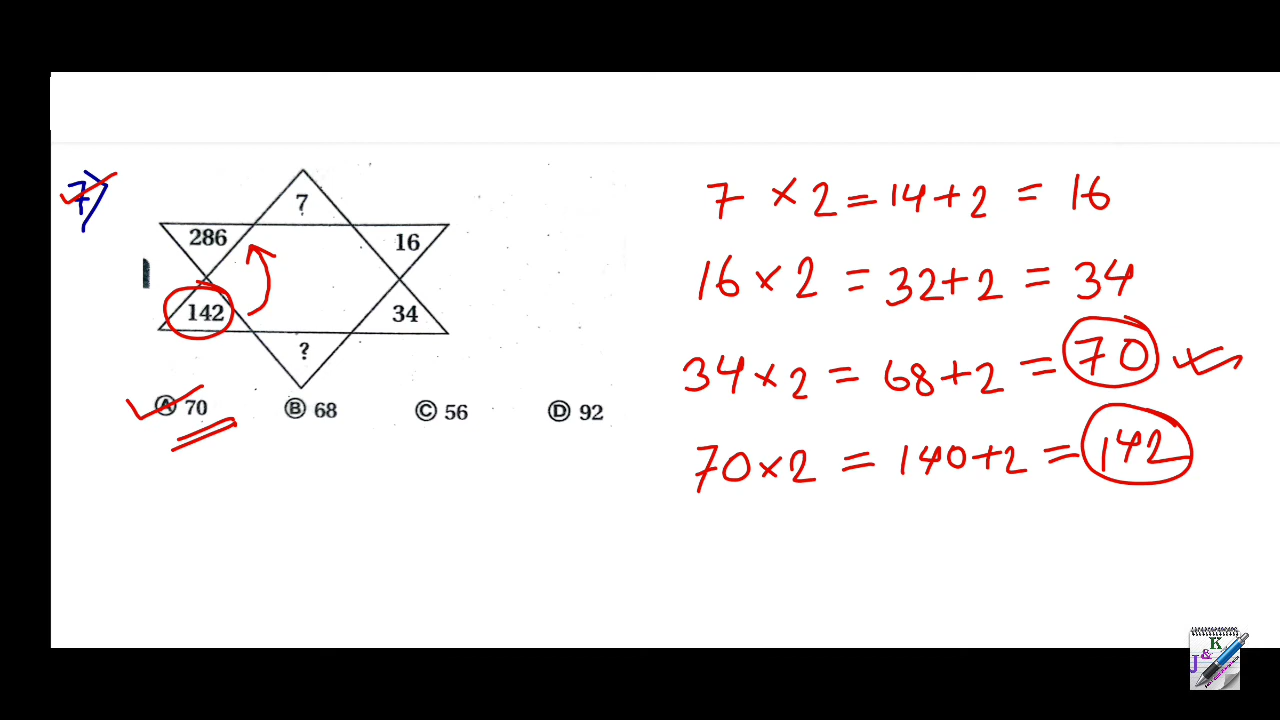 7)
7
286
16
142
34
?
Ⓐ 70 Ⓑ 68 Ⓒ 56 Ⓓ 92
7 × 2 = 14 + 2 = 16
16 × 2 = 32 + 2 = 34
34 × 2 = 68 + 2 = 70
70 × 2 = 140 + 2 = 142
J & K